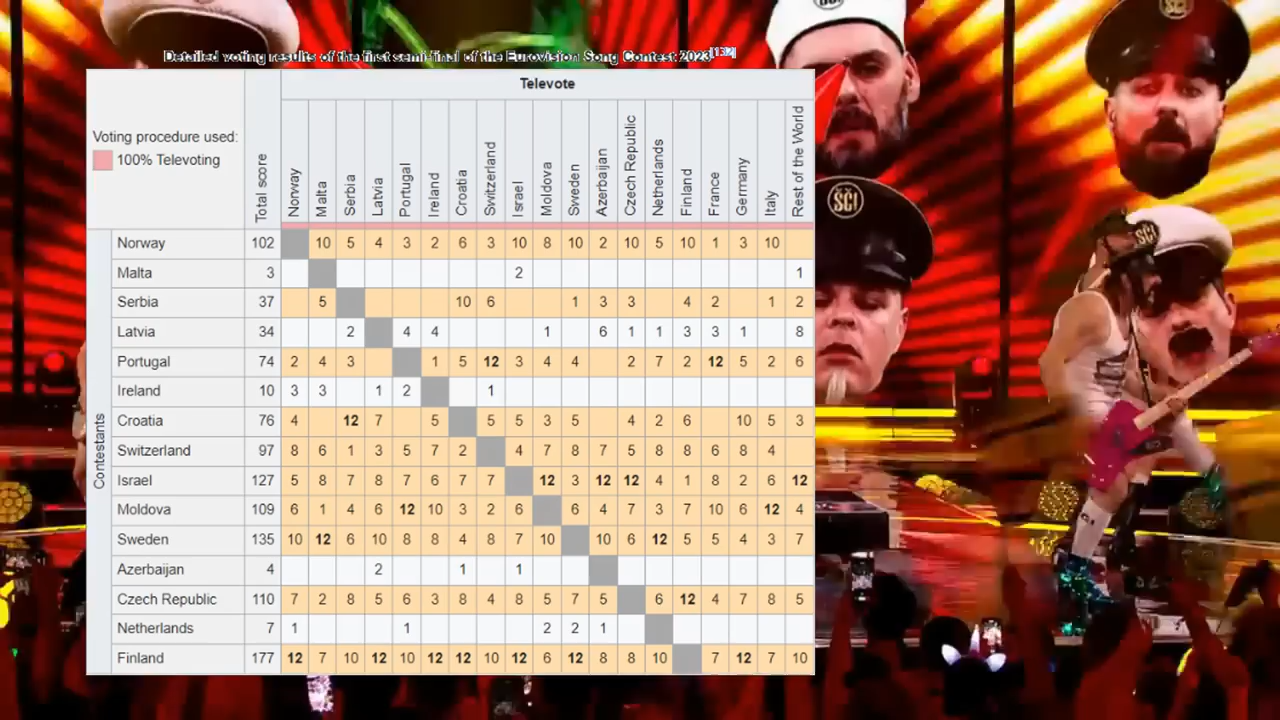 ŠČ!
ŠČ!
Detailed voting results of the first semi-final of the Eurovision Song Contest 2023[132]
Televote
Voting procedure used:
100% Televoting
Total score Norway Malta Serbia Latvia Portugal Ireland Croatia Switzerland Israel Moldova Sweden Azerbaijan Czech Republic Netherlands Finland France Germany Italy Rest of the World
Contestants
Norway 102 10 5 4 3 2 6 3 10 8 10 2 10 5 10 1 3 10
Malta 3 2 1
Serbia 37 5 10 6 1 3 3 4 2 1 2
Latvia 34 2 4 4 1 6 1 1 3 3 1 8
Portugal 74 2 4 3 1 5 12 3 4 4 2 7 2 12 5 2 6
Ireland 10 3 3 1 2 1
Croatia 76 4 12 7 5 5 5 3 5 4 2 6 10 5 3
Switzerland 97 8 6 1 3 5 7 2 4 7 8 7 5 8 8 6 8 4
Israel 127 5 8 7 8 7 6 7 7 12 3 12 12 4 1 8 2 6 12
Moldova 109 6 1 4 6 12 10 3 2 6 6 4 7 3 7 10 6 12 4
Sweden 135 10 12 6 10 8 8 4 8 7 10 10 6 12 5 5 4 3 7
Azerbaijan 4 2 1 1
Czech Republic 110 7 2 8 5 6 3 8 4 8 5 7 5 6 12 4 7 8 5
Netherlands 7 1 1 2 2 1
Finland 177 12 7 10 12 10 12 12 10 12 6 12 8 8 10 7 12 7 10
ŠČ!